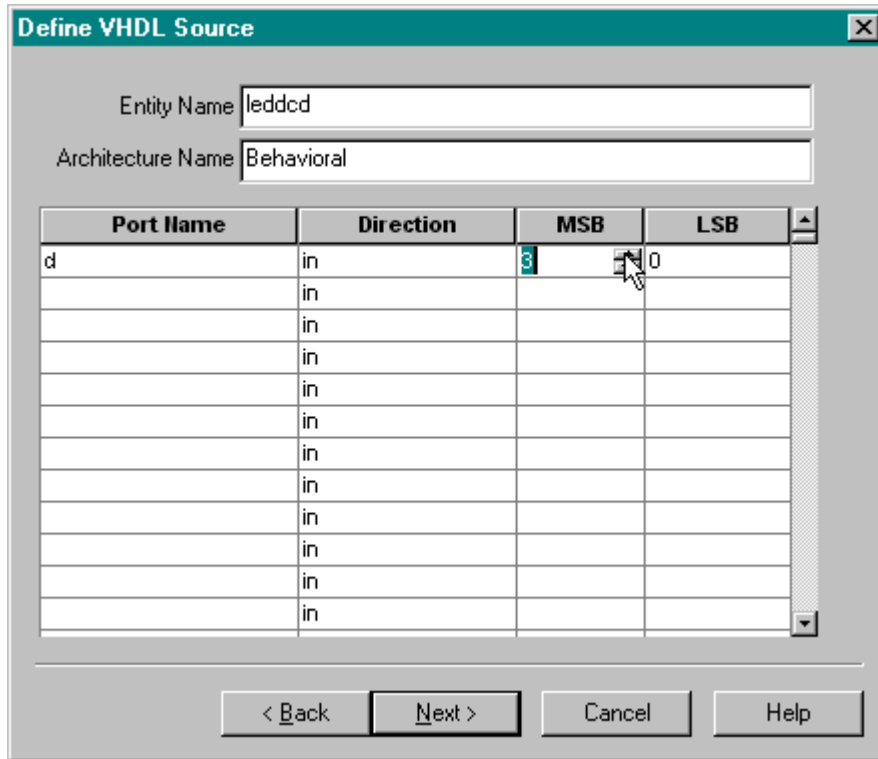 Define VHDL Source
Entity Name leddcd
Architecture Name Behavioral
Port Name Direction MSB LSB
d in 3 0
in
in
in
in
in
in
in
in
in
in
in
< Back Next > Cancel Help